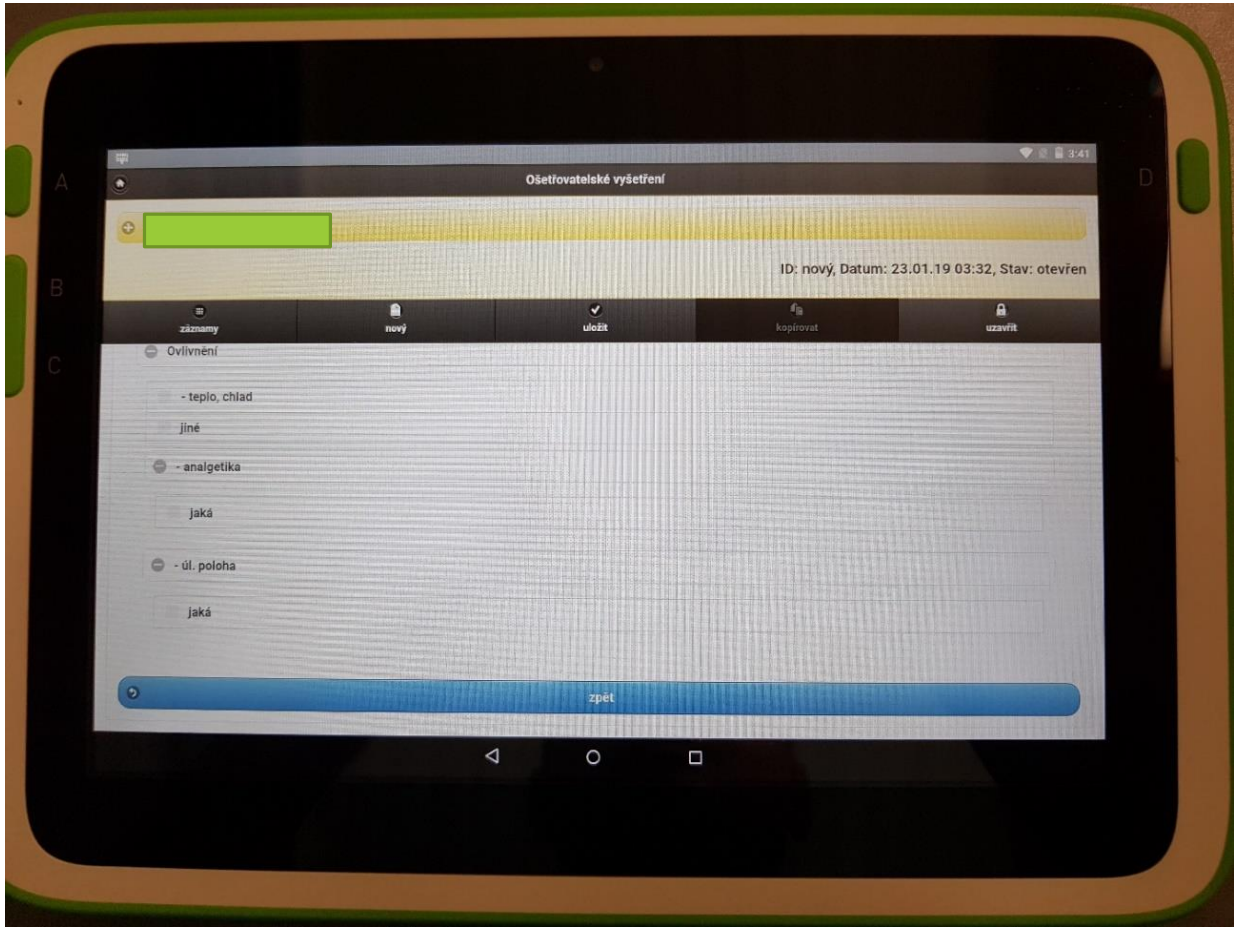 3:41
Ošetřovatelské vyšetření
ID: nový, Datum: 23.01.19 03:32, Stav: otevřen
záznamy nový uložit kopírovat uzavřít
Ovlivnění
- teplo, chlad
jiné
- analgetika
jaká
- úl. poloha
jaká
zpět
A
B
C
D